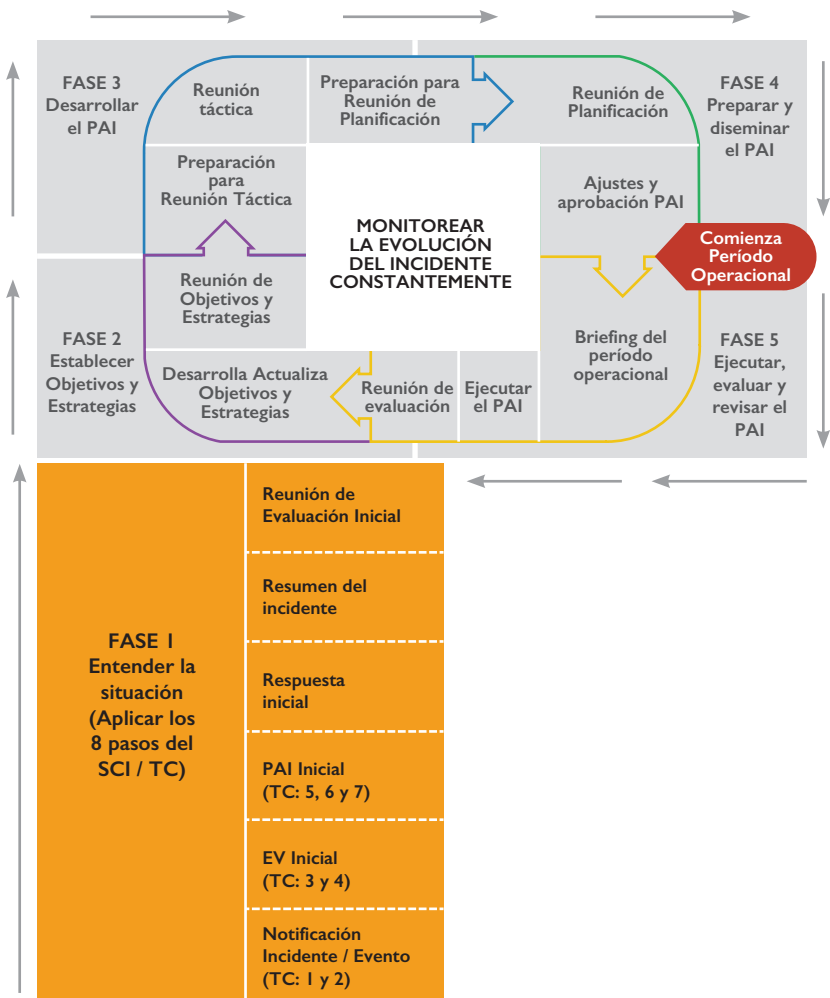 FASE 3
Desarrollar
el PAI
Reunión
táctica
Preparación para
Reunión de
Planificación
Reunión de
Planificación
FASE 4
Preparar y
diseminar
el PAI
Preparación
para
Reunión Táctica
MONITOREAR
LA EVOLUCIÓN
DEL INCIDENTE
CONSTANTEMENTE
Ajustes y
aprobación PAI
Comienza
Período
Operacional
FASE 2
Establecer
Objetivos y
Estrategias
Reunión de
Objetivos y
Estrategias
Desarrolla Actualiza
Objetivos y
Estrategias
Reunión de
evaluación
Ejecutar
el PAI
Briefing del
período
operacional
FASE 5
Ejecutar,
evaluar y
revisar el
PAI
FASE 1
Entender la
situación
(Aplicar los
8 pasos del
SCI / TC)
Reunión de
Evaluación Inicial
Resumen del
incidente
Respuesta
inicial
PAI Inicial
(TC: 5, 6 y 7)
EV Inicial
(TC: 3 y 4)
Notificación
Incidente / Evento
(TC: 1 y 2)